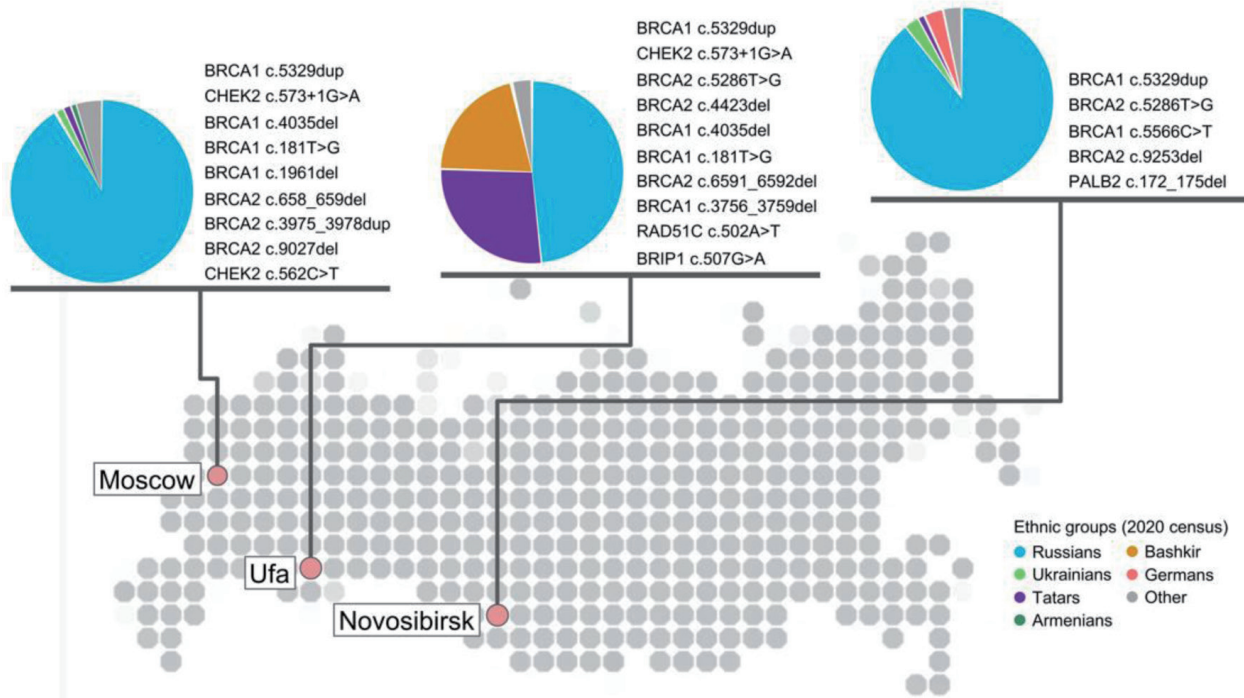 BRCA1 c.5329dup
CHEK2 c.573+1G>A
BRCA1 c.4035del
BRCA1 c.181T>G
BRCA1 c.1961del
BRCA2 c.658_659del
BRCA2 c.3975_3978dup
BRCA2 c.9027del
CHEK2 c.562C>T
BRCA1 c.5329dup
CHEK2 c.573+1G>A
BRCA2 c.5286T>G
BRCA2 c.4423del
BRCA1 c.4035del
BRCA1 c.181T>G
BRCA2 c.6591_6592del
BRCA1 c.3756_3759del
RAD51C c.502A>T
BRIP1 c.507G>A
BRCA1 c.5329dup
BRCA2 c.5286T>G
BRCA1 c.5566C>T
BRCA2 c.9253del
PALB2 c.172_175del
Moscow
Ufa
Novosibirsk
Ethnic groups (2020 census)
Russians
Ukrainians
Tatars
Armenians
Bashkir
Germans
Other